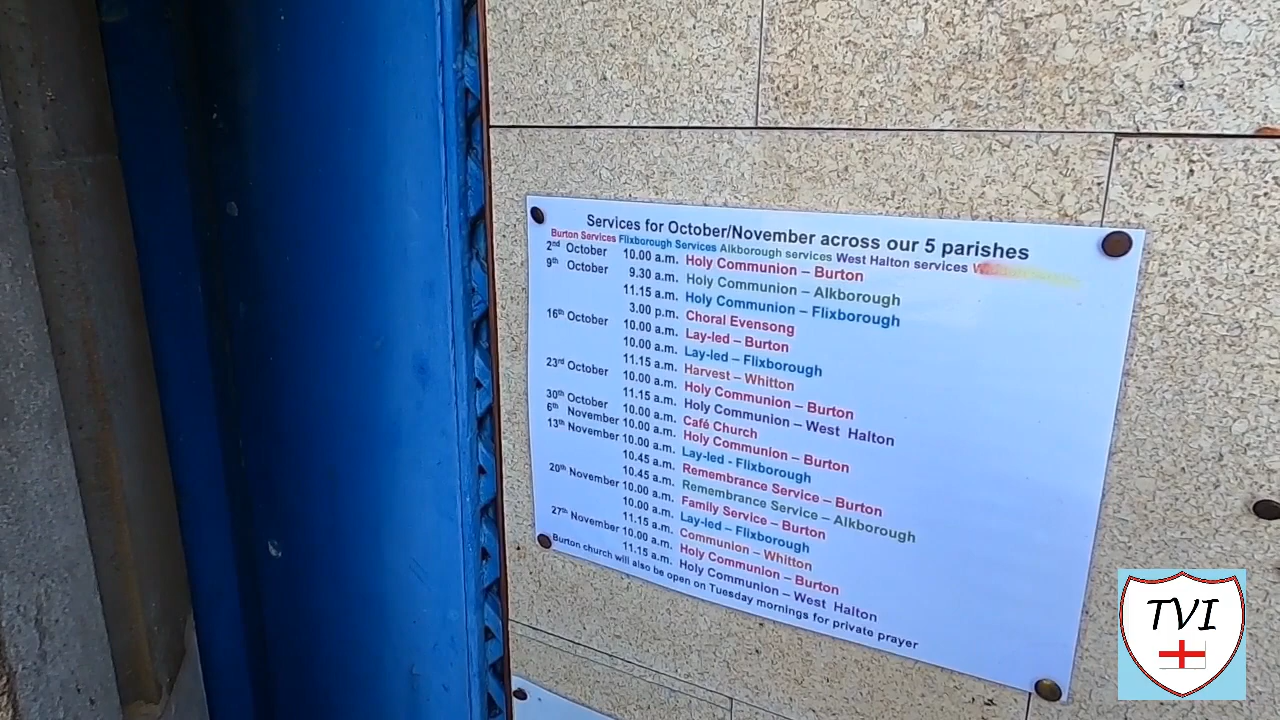 Services for October/November across our 5 parishes
Burton Services Flixborough Services Alkborough services West Halton services
2nd October 10.00 a.m. Holy Communion – Burton
9th October 9.30 a.m. Holy Communion – Alkborough
11.15 a.m. Holy Communion – Flixborough
3.00 p.m. Choral Evensong
16th October 10.00 a.m. Lay-led – Burton
10.00 a.m. Lay-led – Flixborough
11.15 a.m. Harvest – Whitton
23rd October 10.00 a.m. Holy Communion – Burton
11.15 a.m. Holy Communion – West Halton
30th October 10.00 a.m. Café Church
6th November 10.00 a.m. Holy Communion – Burton
13th November 10.00 a.m. Lay-led - Flixborough
10.45 a.m. Remembrance Service – Burton
10.45 a.m. Remembrance Service – Alkborough
20th November 10.00 a.m. Family Service – Burton
10.00 a.m. Lay-led – Flixborough
11.15 a.m. Communion – Whitton
27th November 10.00 a.m. Holy Communion – Burton
11.15 a.m. Holy Communion – West Halton
Burton church will also be open on Tuesday mornings for private prayer
TVI